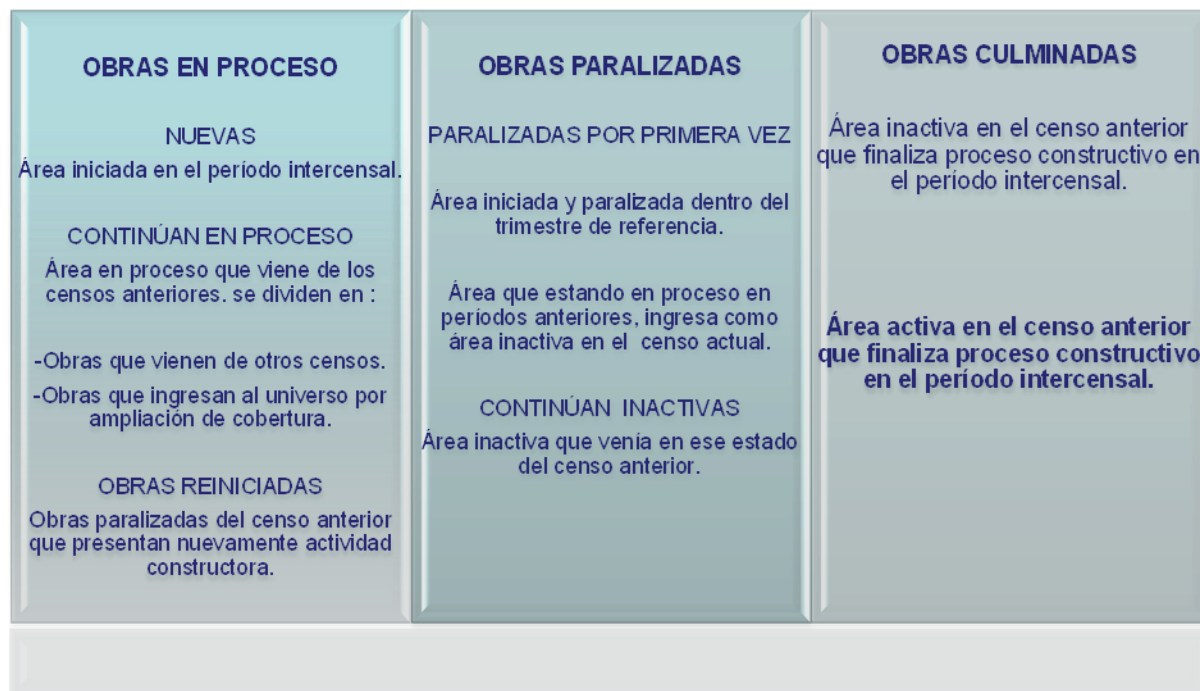 OBRAS EN PROCESO
NUEVAS
Área iniciada en el período intercensal.
CONTINÚAN EN PROCESO
Área en proceso que viene de los
censos anteriores. se dividen en :
-Obras que vienen de otros censos.
-Obras que ingresan al universo por
ampliación de cobertura.
OBRAS REINICIADAS
Obras paralizadas del censo anterior
que presentan nuevamente actividad
constructora.
OBRAS PARALIZADAS
PARALIZADAS POR PRIMERA VEZ
Área iniciada y paralizada dentro del
trimestre de referencia.
Área que estando en proceso en
períodos anteriores, ingresa como
área inactiva en el censo actual.
CONTINÚAN INACTIVAS
Área inactiva que venía en ese estado
del censo anterior.
OBRAS CULMINADAS
Área inactiva en el censo anterior
que finaliza proceso constructivo en
el período intercensal.
Área activa en el censo anterior
que finaliza proceso constructivo
en el período intercensal.